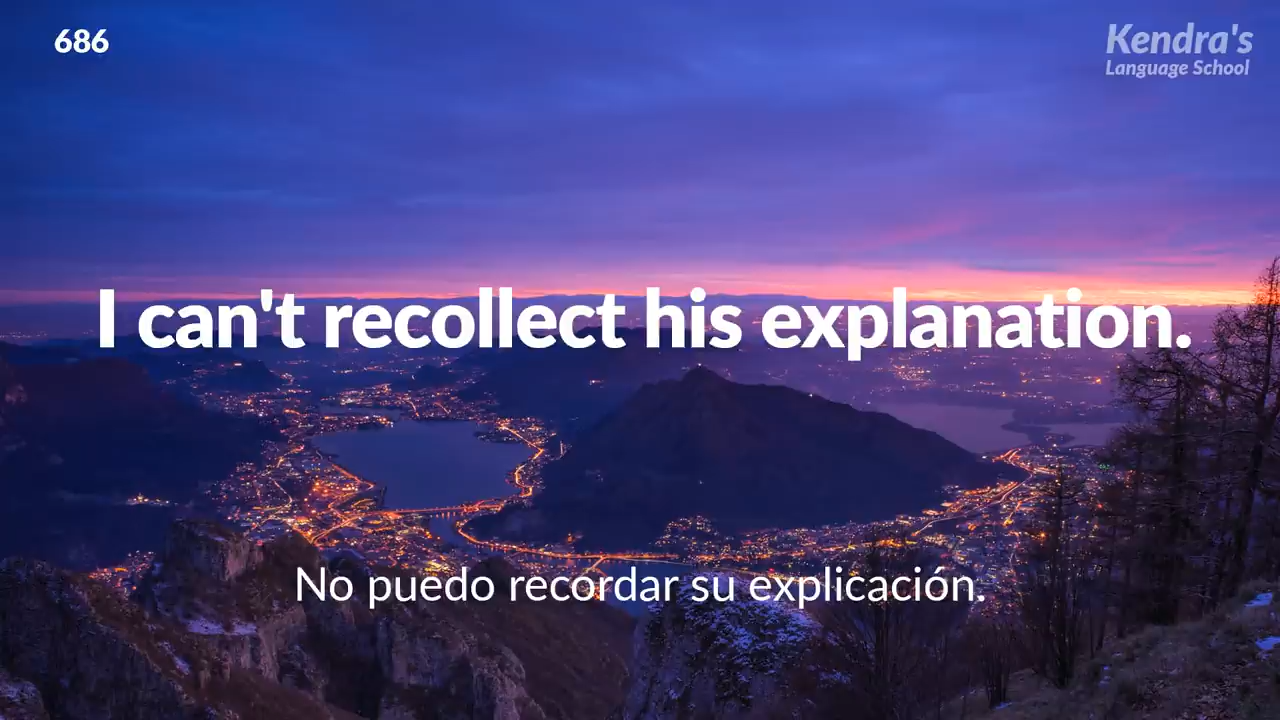 686
Kendra's
Language School
I can't recollect his explanation.
No puedo recordar su explicación.